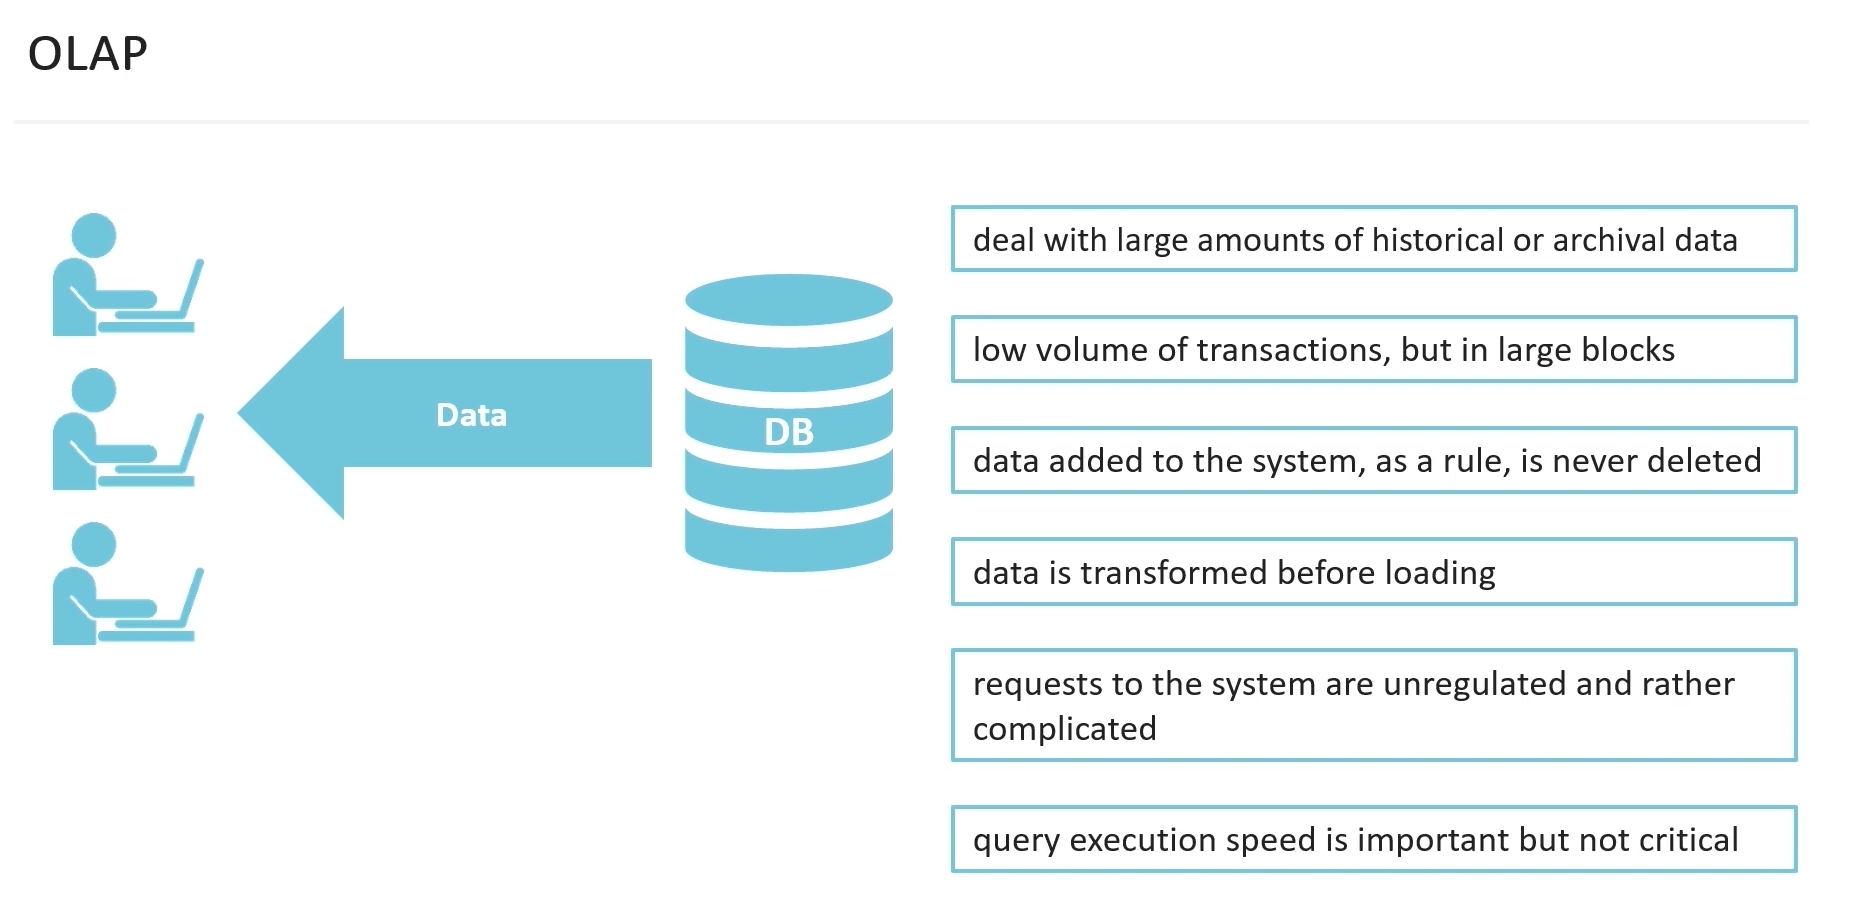 OLAP
Data
DB
deal with large amounts of historical or archival data
low volume of transactions, but in large blocks
data added to the system, as a rule, is never deleted
data is transformed before loading
requests to the system are unregulated and rather
complicated
query execution speed is important but not critical